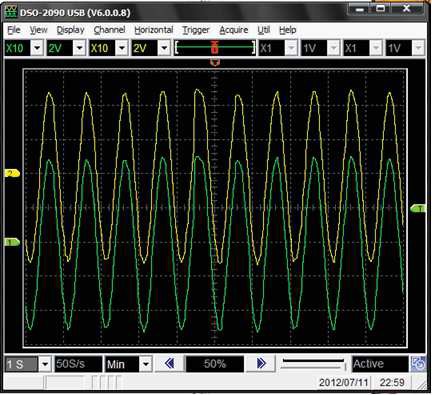 DSO-2090 USB (V6.0.0.8)
File View Display Channel Horizontal Trigger Acquire Util Help
X10 2V X10 2V X1 1V X1 1V
2
T
1
1 S 50S/s Min 50% Active
2012/07/11 22:59